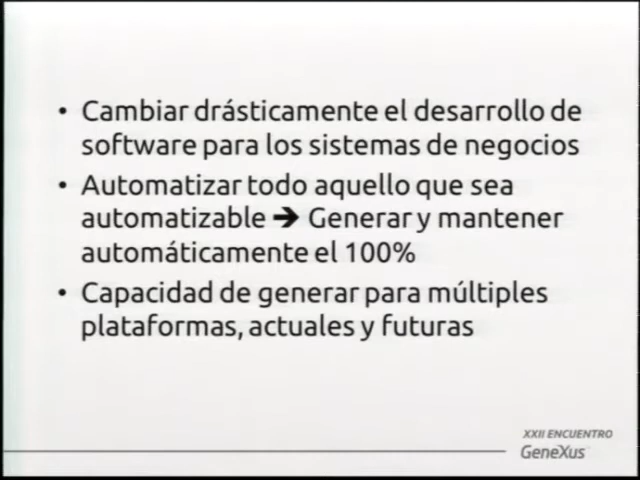 • Cambiar drásticamente el desarrollo de
software para los sistemas de negocios
• Automatizar todo aquello que sea
automatizable ➔ Generar y mantener
automáticamente el 100%
• Capacidad de generar para múltiples
plataformas, actuales y futuras
XXII ENCUENTRO
GeneXus